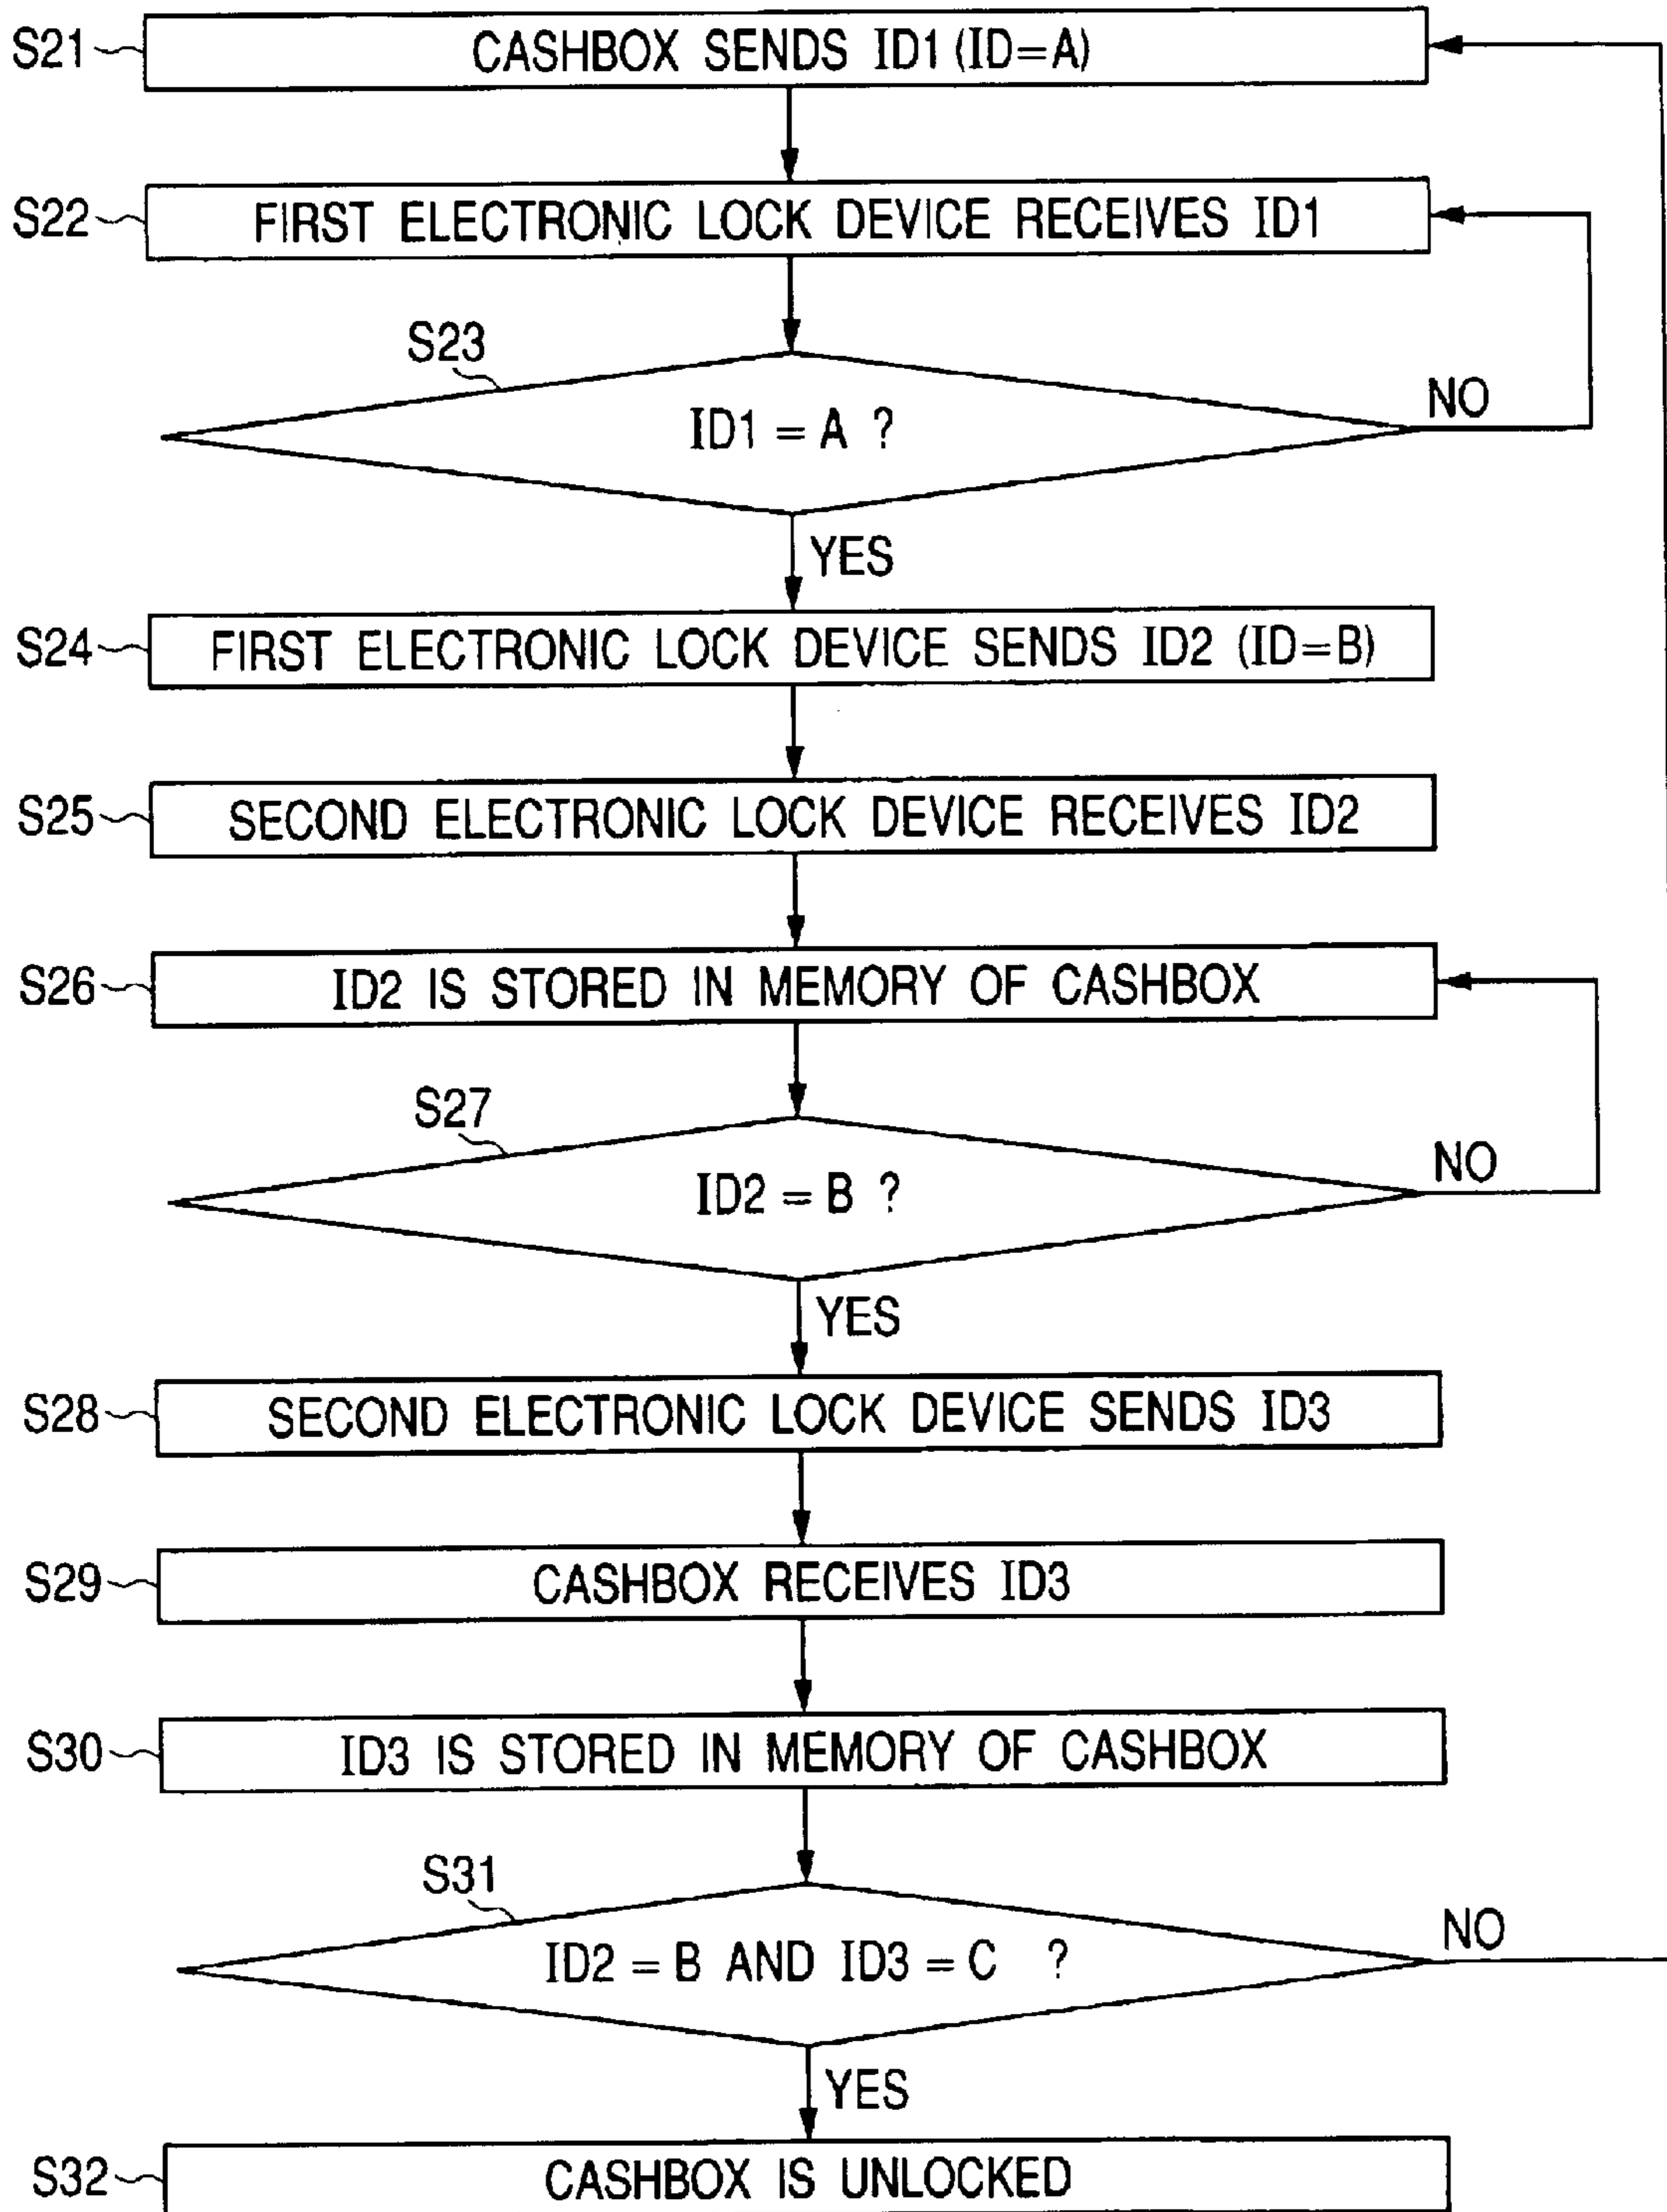 S21 CASHBOX SENDS ID1 (ID=A)
S22 FIRST ELECTRONIC LOCK DEVICE RECEIVES ID1
S23
ID1 = A ?
NO
YES
S24 FIRST ELECTRONIC LOCK DEVICE SENDS ID2 (ID=B)
S25 SECOND ELECTRONIC LOCK DEVICE RECEIVES ID2
S26 ID2 IS STORED IN MEMORY OF CASHBOX
S27
ID2 = B ?
NO
YES
S28 SECOND ELECTRONIC LOCK DEVICE SENDS ID3
S29 CASHBOX RECEIVES ID3
S30 ID3 IS STORED IN MEMORY OF CASHBOX
S31
ID2 = B AND ID3 = C ?
NO
YES
S32 CASHBOX IS UNLOCKED